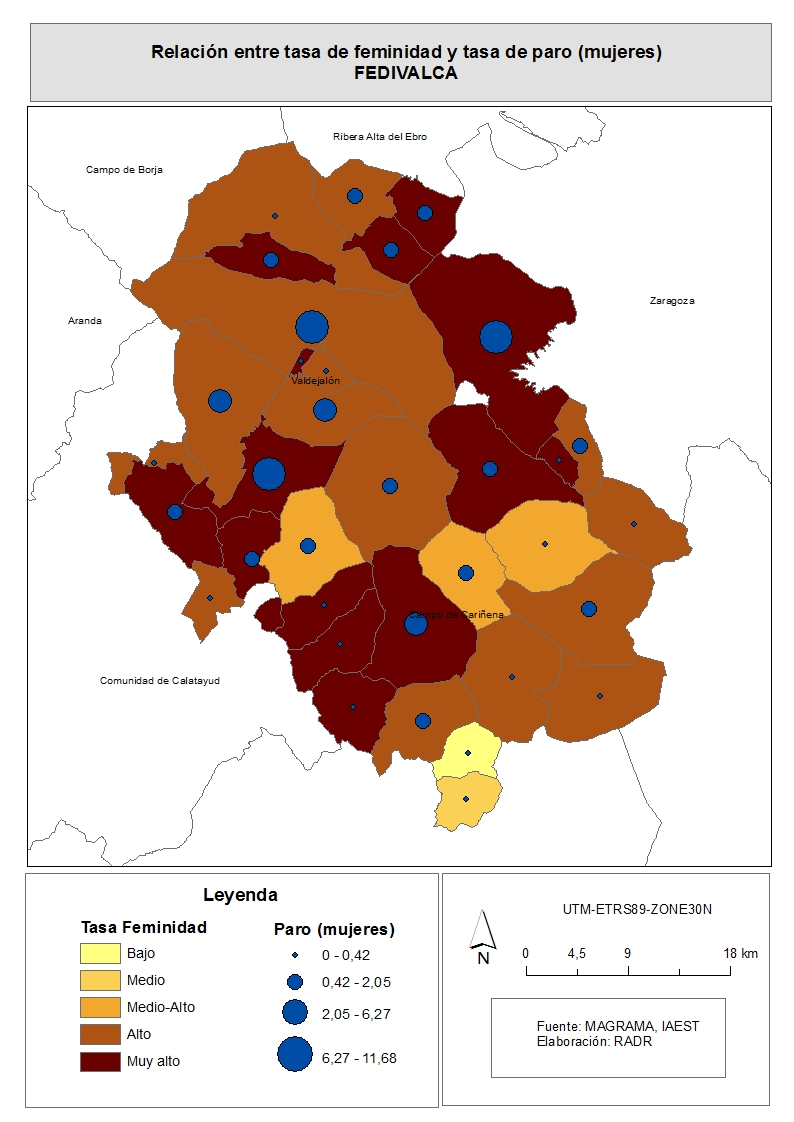 Relación entre tasa de feminidad y tasa de paro (mujeres)
FEDIVALCA
Ribera Alta del Ebro
Campo de Borja
Zaragoza
Aranda
Valdejalón
Campo de Cariñena
Comunidad de Calatayud
Leyenda
Tasa Feminidad
Bajo
Medio
Medio-Alto
Alto
Muy alto
Paro (mujeres)
0 - 0,42
0,42 - 2,05
2,05 - 6,27
6,27 - 11,68
UTM-ETRS89-ZONE30N
N
0 4,5 9 18 km
Fuente: MAGRAMA, IAEST
Elaboración: RADR